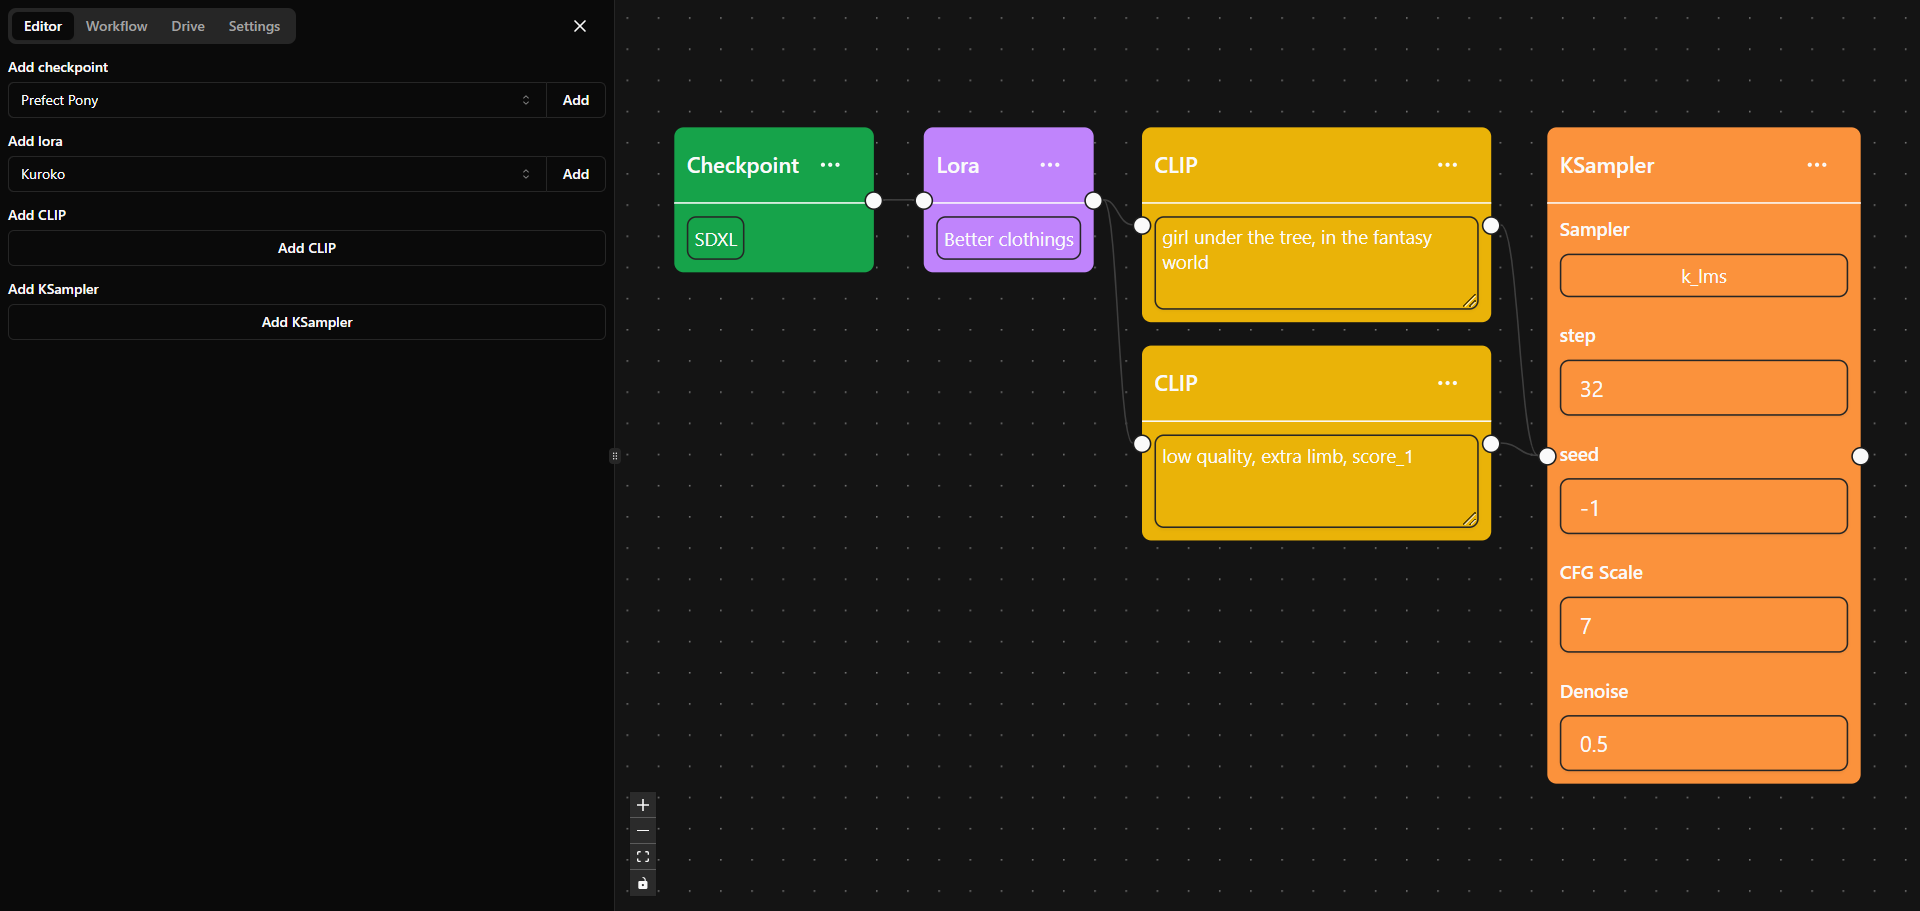 Editor
Workflow
Drive
Settings
Add checkpoint
Prefect Pony
Add
Add lora
Kuroko
Add
Add CLIP
Add CLIP
Add KSampler
Add KSampler
Checkpoint
SDXL
Lora
Better clothings
CLIP
girl under the tree, in the fantasy
world
CLIP
low quality, extra limb, score_1
KSampler
Sampler
k_lms
step
32
seed
-1
CFG Scale
7
Denoise
0.5